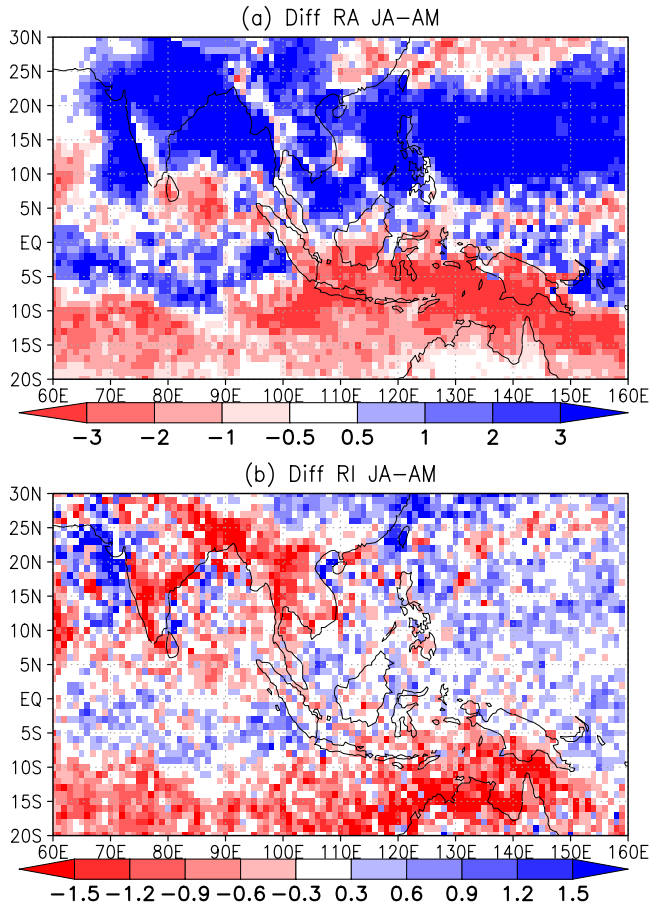 (a) Diff RA JA−AM
30N
25N
20N
15N
10N
5N
EQ
5S
10S
15S
20S
60E 70E 80E 90E 100E 110E 120E 130E 140E 150E 160E
−3 −2 −1 −0.5 0.5 1 2 3
(b) Diff RI JA−AM
30N
25N
20N
15N
10N
5N
EQ
5S
10S
15S
20S
60E 70E 80E 90E 100E 110E 120E 130E 140E 150E 160E
−1.5 −1.2 −0.9 −0.6 −0.3 0.3 0.6 0.9 1.2 1.5